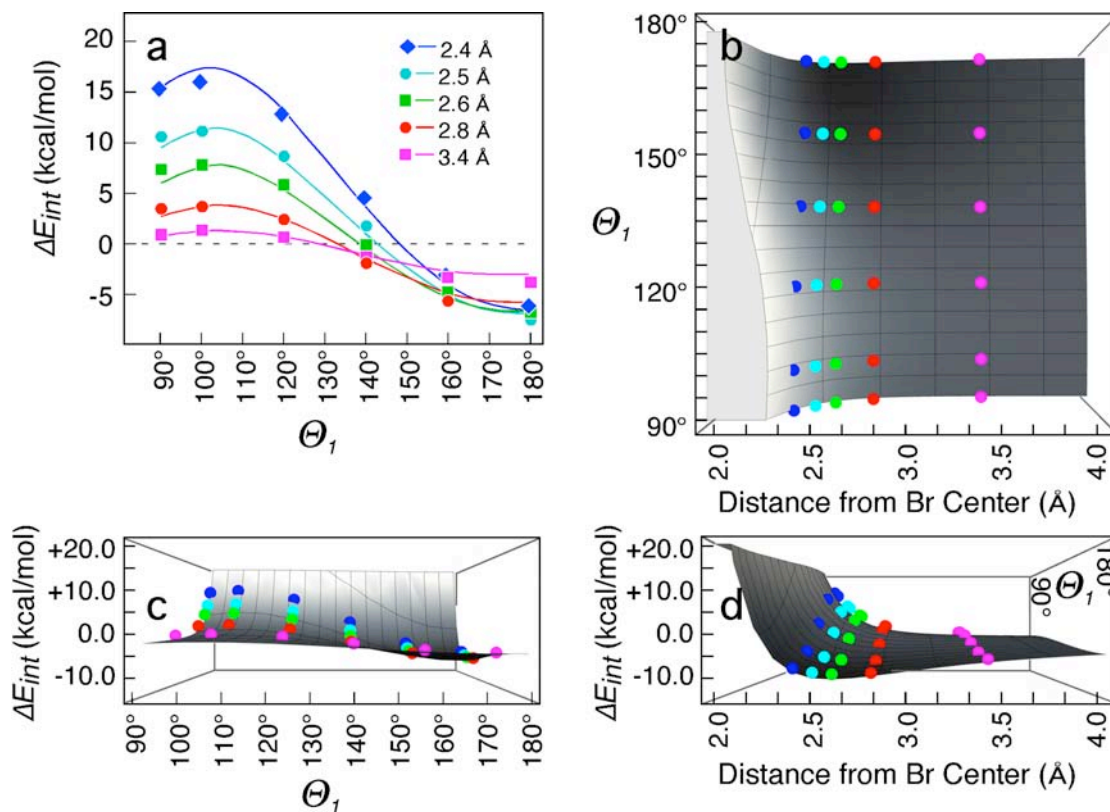 a
20
15
10
5
0
-5
ΔE_int (kcal/mol)
2.4 Å
2.5 Å
2.6 Å
2.8 Å
3.4 Å
90°
100°
110°
120°
130°
140°
150°
160°
170°
180°
Θ_1
b
180°
150°
120°
90°
Θ_1
2.0
2.5
3.0
3.5
4.0
Distance from Br Center (Å)
c
+20.0
+10.0
0.0
-10.0
ΔE_int (kcal/mol)
90°
100°
110°
120°
130°
140°
150°
160°
170°
180°
Θ_1
d
+20.0
+10.0
0.0
-10.0
ΔE_int (kcal/mol)
90°
Θ_1
180°
2.0
2.5
3.0
3.5
4.0
Distance from Br Center (Å)